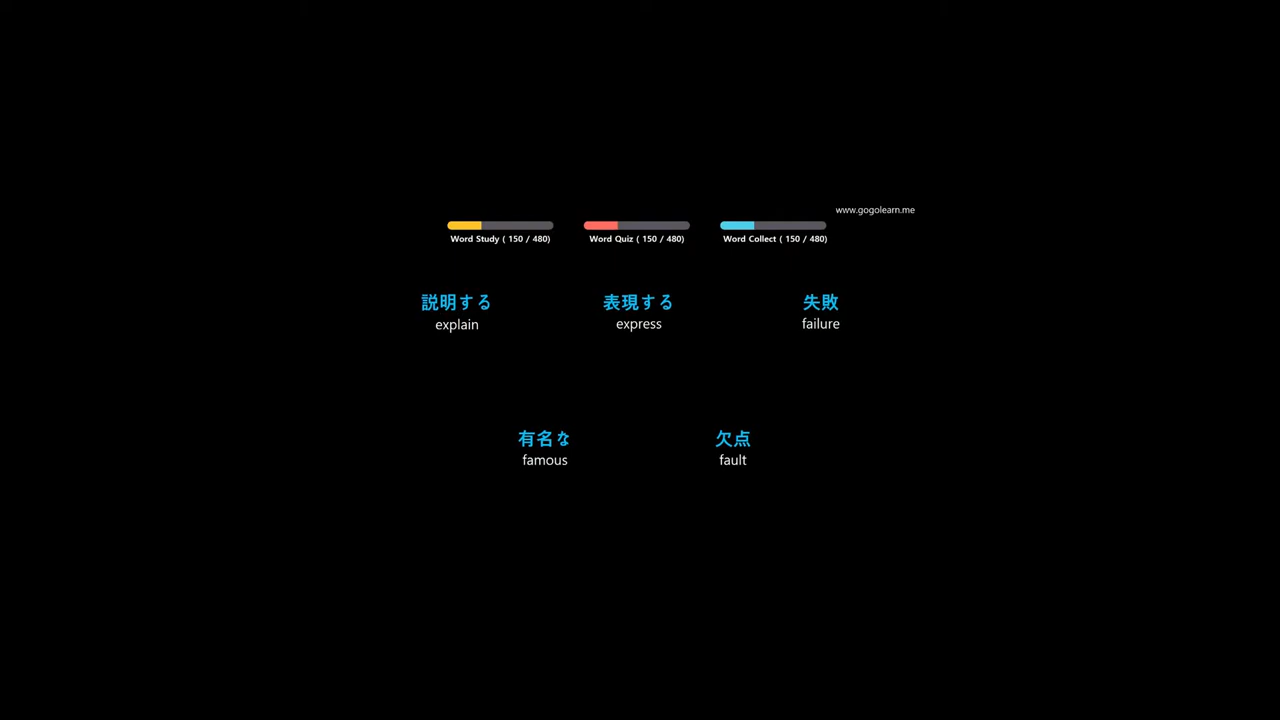 www.gogolearn.me
Word Study ( 150 / 480)
Word Quiz ( 150 / 480)
Word Collect ( 150 / 480)
説明する
explain
表現する
express
失敗
failure
有名な
famous
欠点
fault